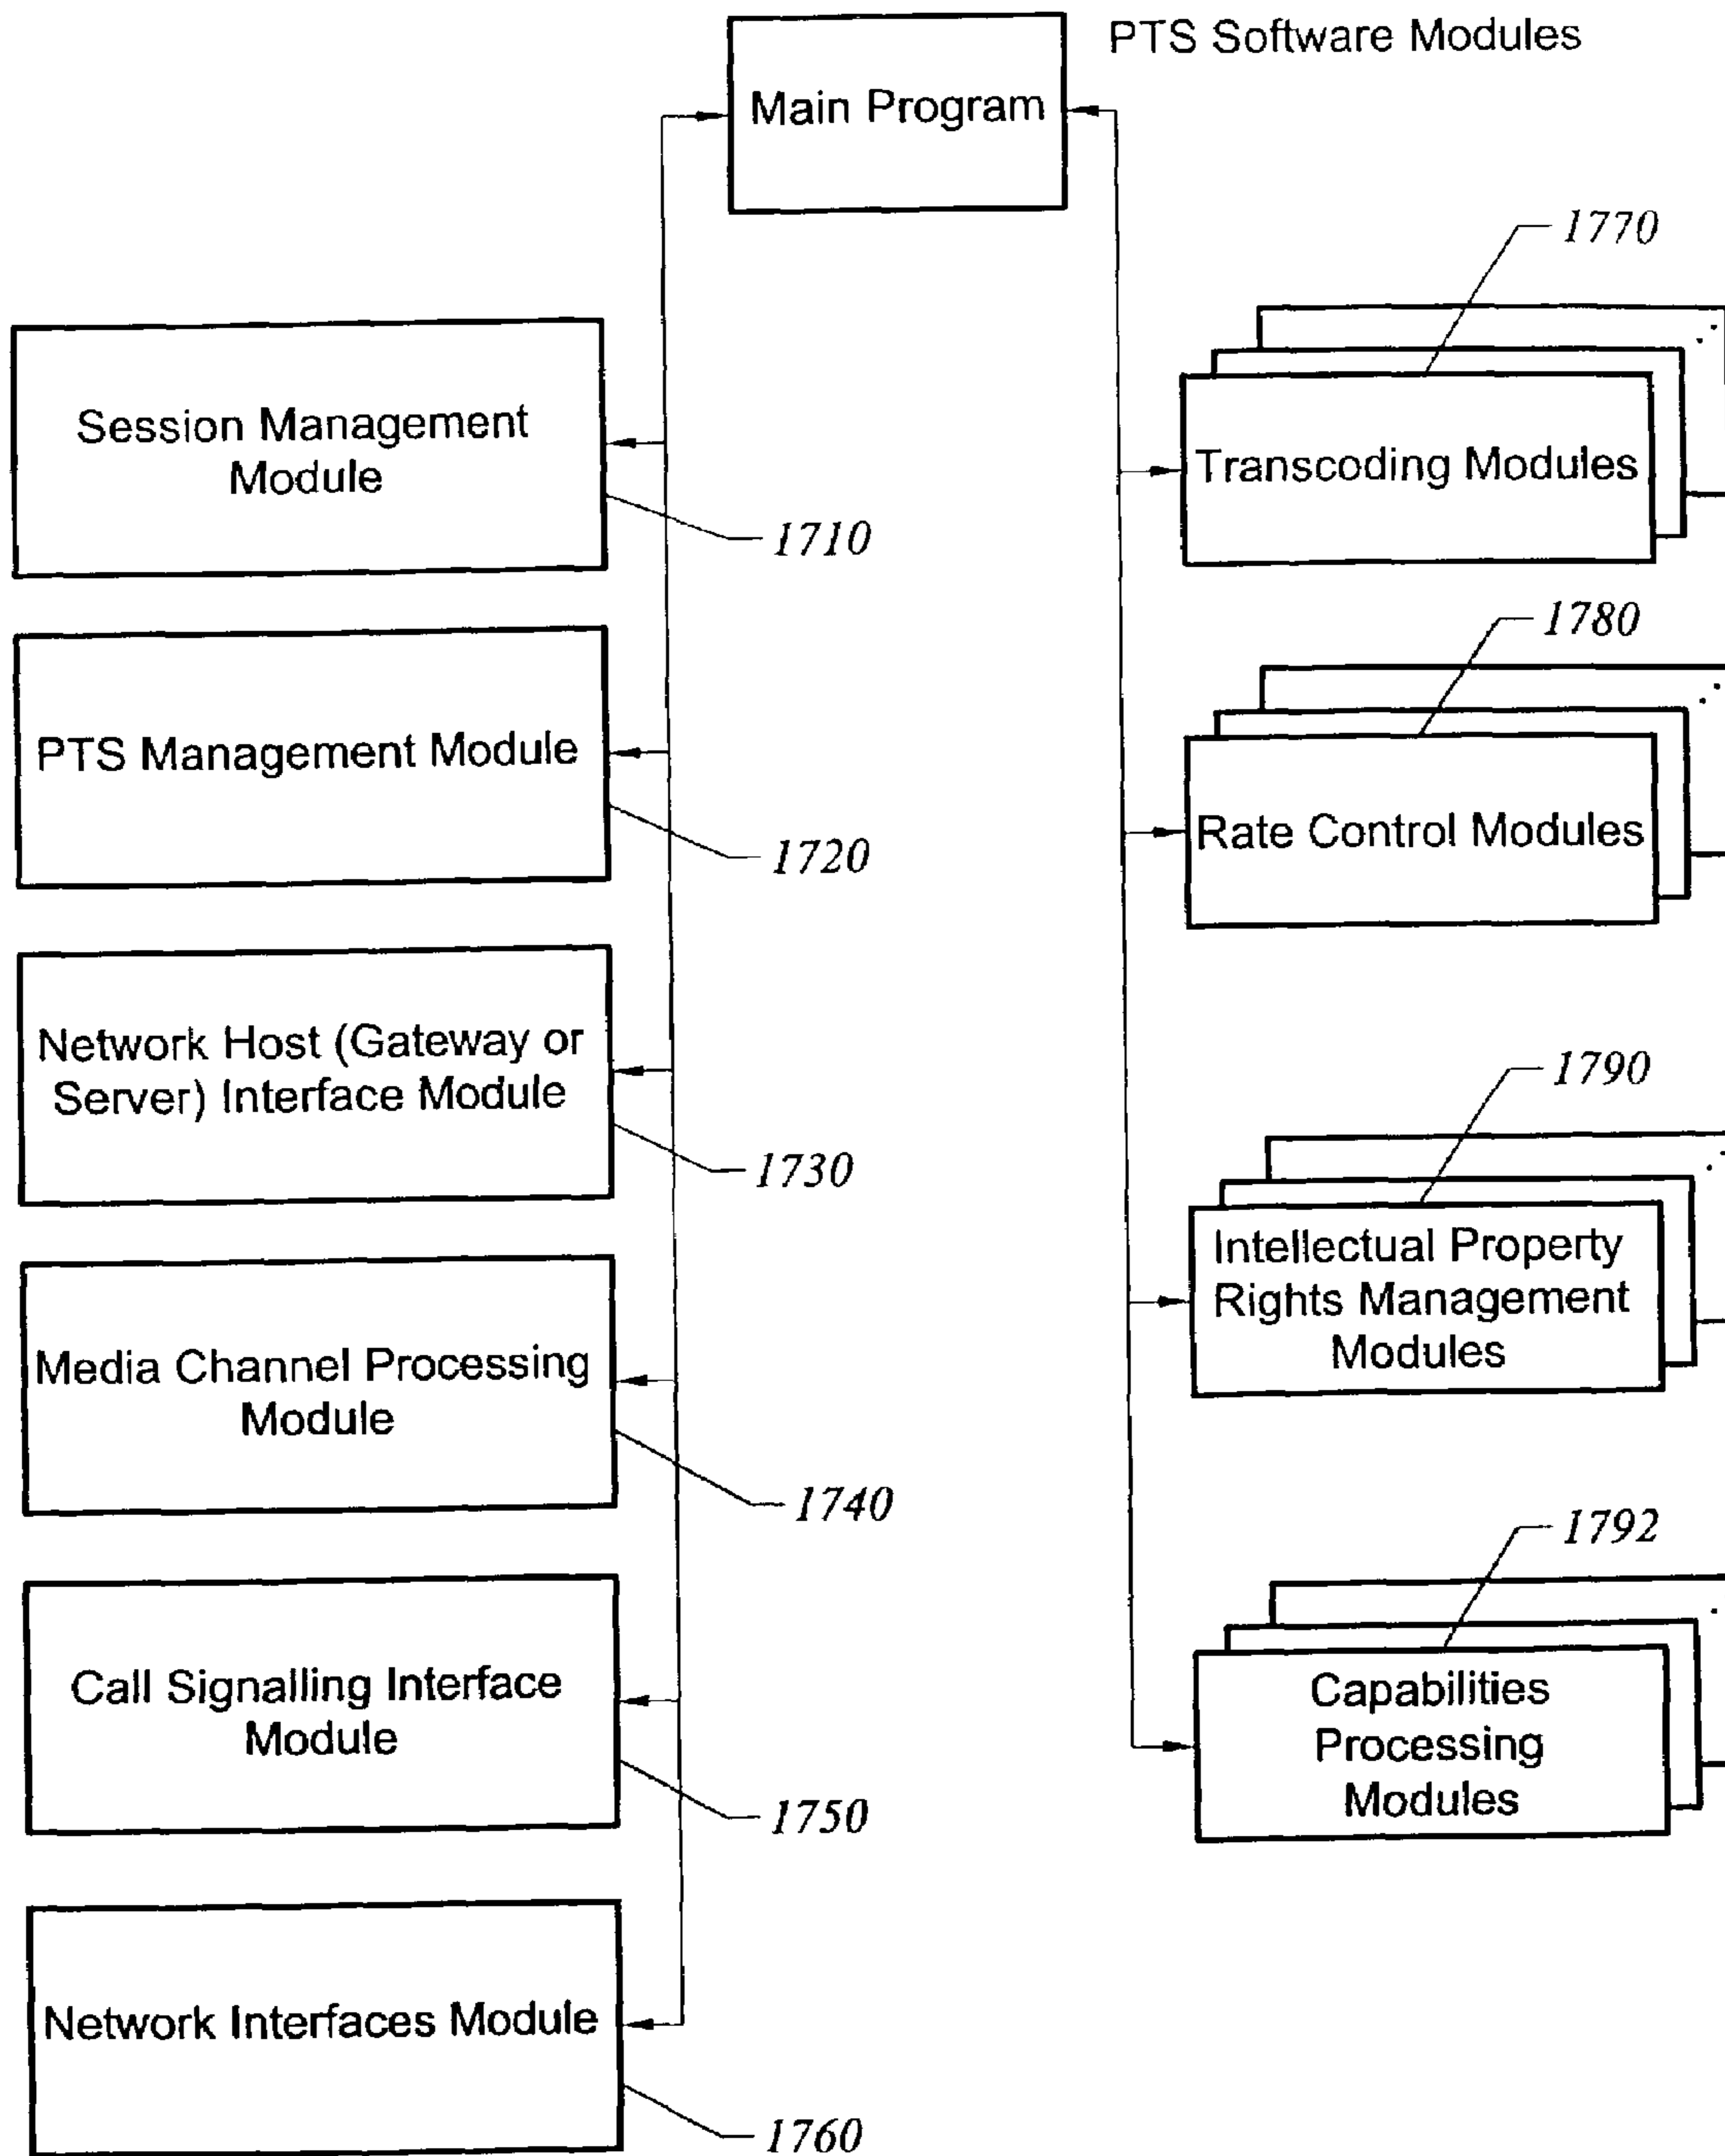 PTS Software Modules
Main Program
Session Management
Module
1710
PTS Management Module
1720
Network Host (Gateway or
Server) Interface Module
1730
Media Channel Processing
Module
1740
Call Signalling Interface
Module
1750
Network Interfaces Module
1760
1770
Transcoding Modules
1780
Rate Control Modules
1790
Intellectual Property
Rights Management
Modules
1792
Capabilities
Processing
Modules